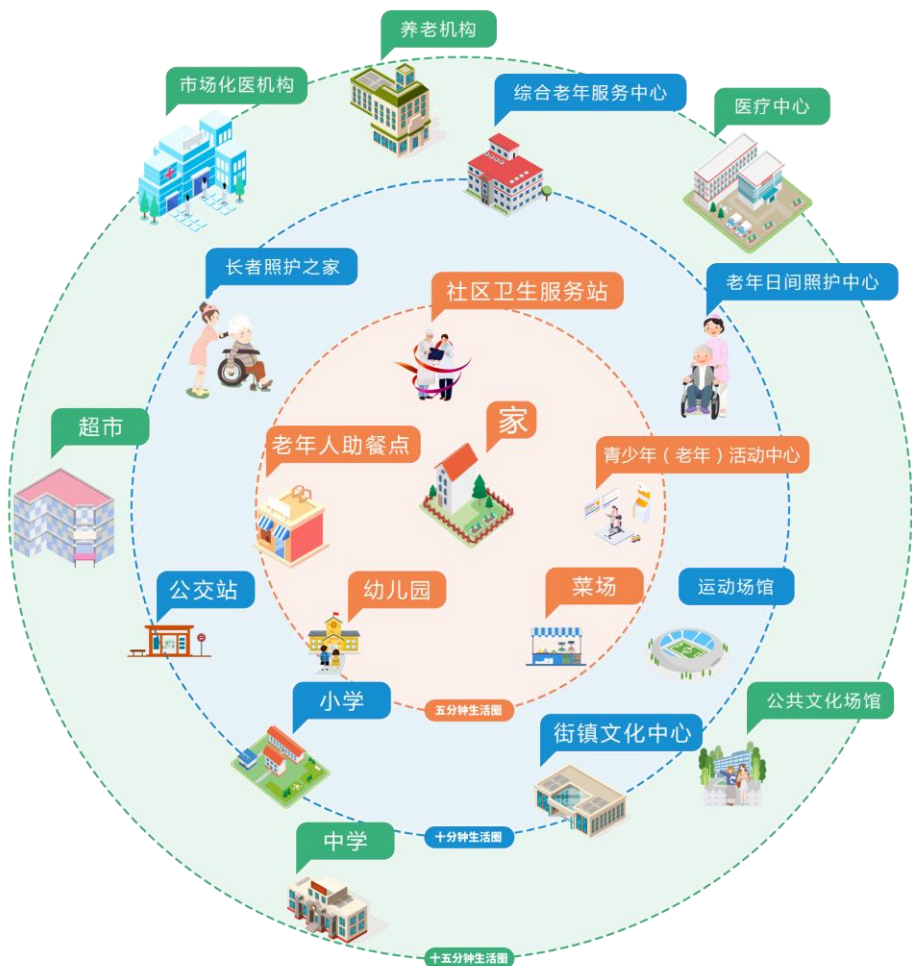 养老机构
市场化医机构
综合老年服务中心
医疗中心
长者照护之家
社区卫生服务站
老年日间照护中心
超市
老年人助餐点
家
青少年（老年）活动中心
公交站
幼儿园
菜场
运动场馆
小学
五分钟生活圈
街镇文化中心
公共文化场馆
中学
十分钟生活圈
十五分钟生活圈